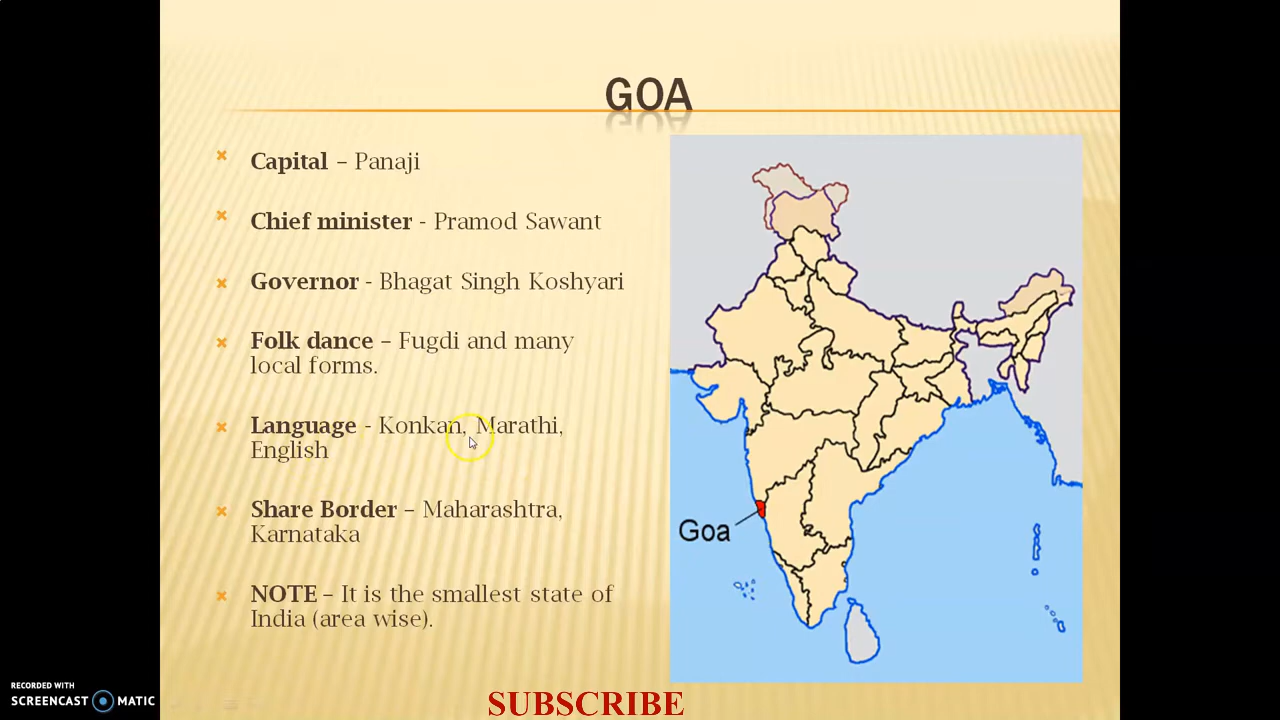 GOA
Capital – Panaji
Chief minister - Pramod Sawant
Governor - Bhagat Singh Koshyari
Folk dance – Fugdi and many
local forms.
Language - Konkan, Marathi,
English
Share Border – Maharashtra,
Karnataka
NOTE – It is the smallest state of
India (area wise).
Goa
RECORDED WITH
SCREENCAST MATIC
SUBSCRIBE